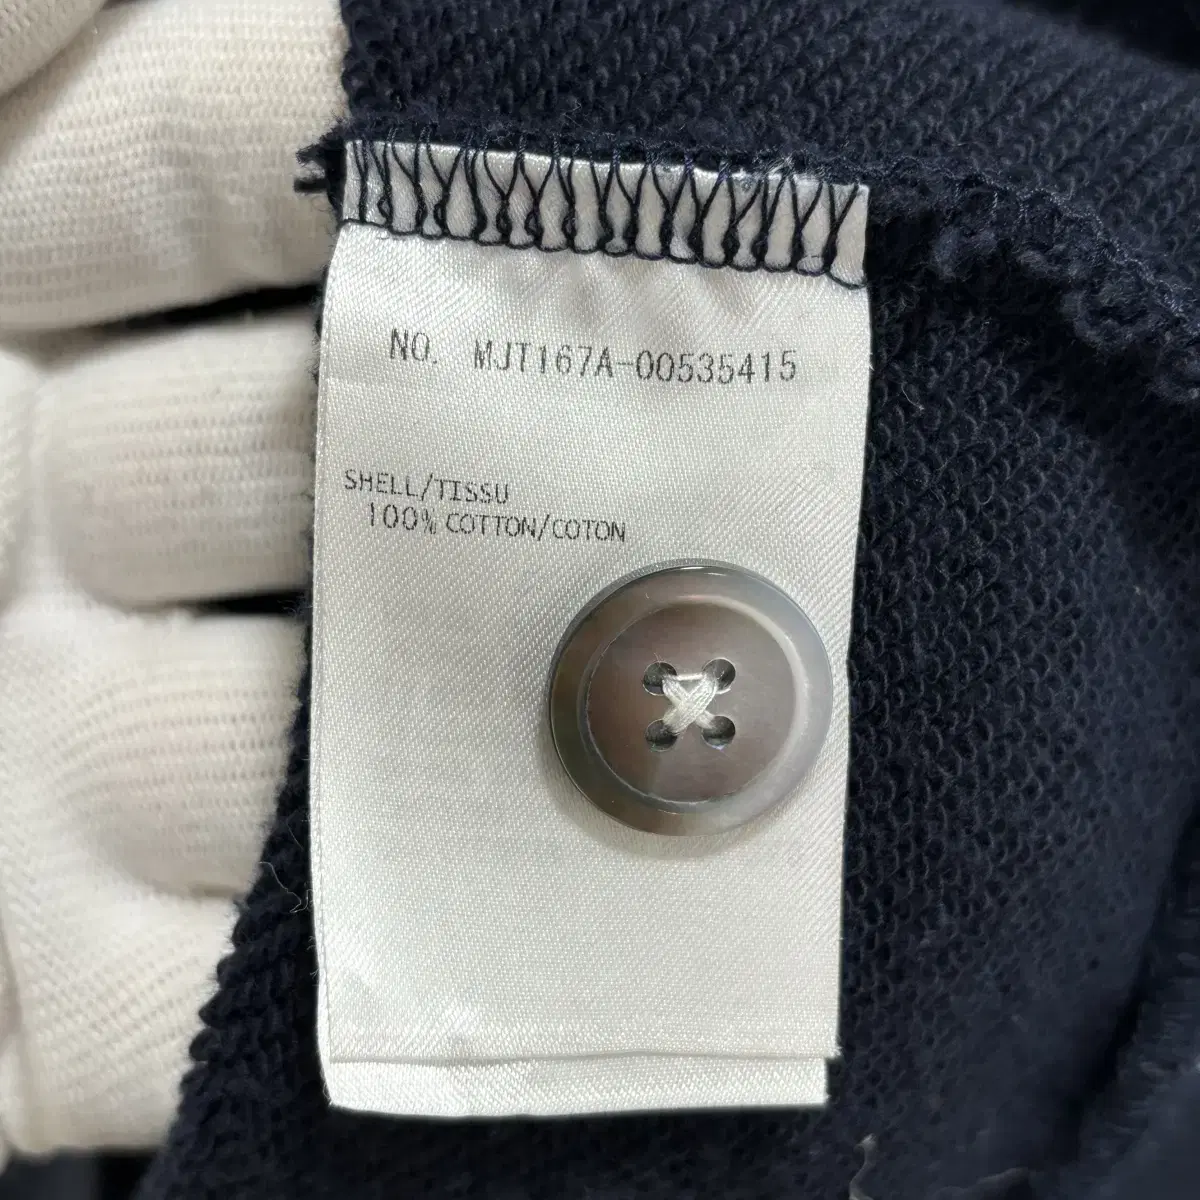 NO. MJT167A-00535415
SHELL/TISSU
100% COTTON/COTON